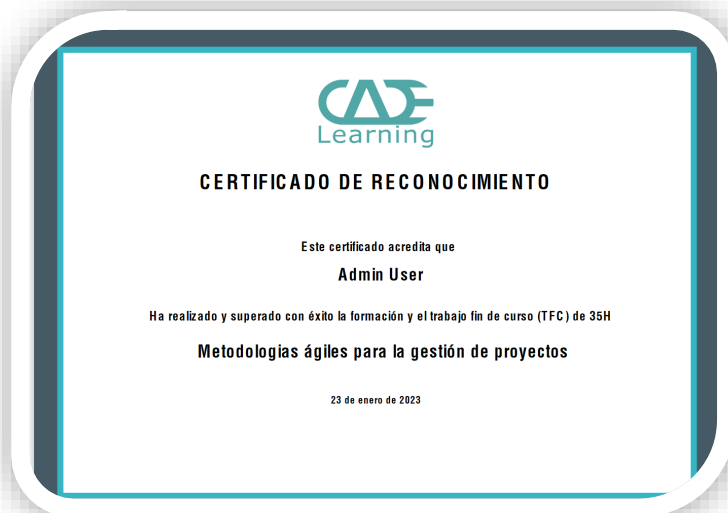 CADE
Learning
CERTIFICADO DE RECONOCIMIENTO
Este certificado acredita que
Admin User
Ha realizado y superado con éxito la formación y el trabajo fin de curso (TFC) de 35H
Metodologias ágiles para la gestión de proyectos
23 de enero de 2023